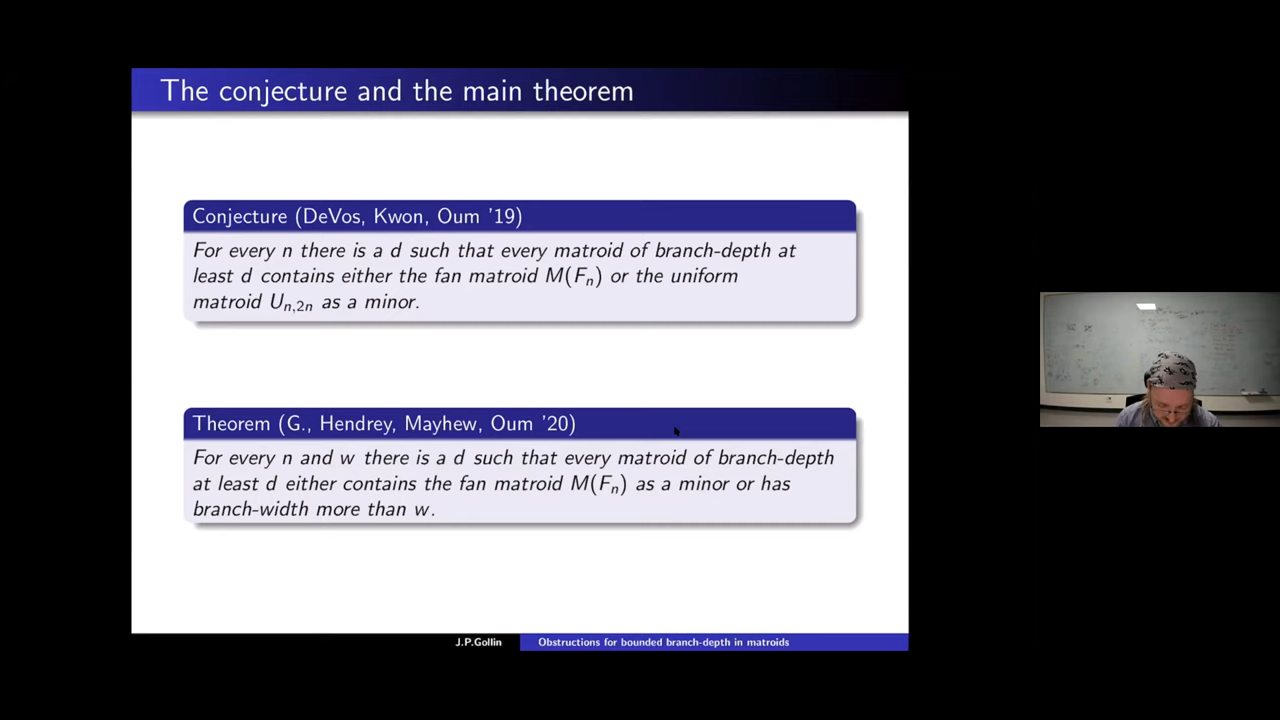 The conjecture and the main theorem
Conjecture (DeVos, Kwon, Oum '19)
For every n there is a d such that every matroid of branch-depth at
least d contains either the fan matroid M(Fₙ) or the uniform
matroid Uₙ,₂ₙ as a minor.
Theorem (G., Hendrey, Mayhew, Oum '20)
For every n and w there is a d such that every matroid of branch-depth
at least d either contains the fan matroid M(Fₙ) as a minor or has
branch-width more than w.
J.P.Gollin
Obstructions for bounded branch-depth in matroids